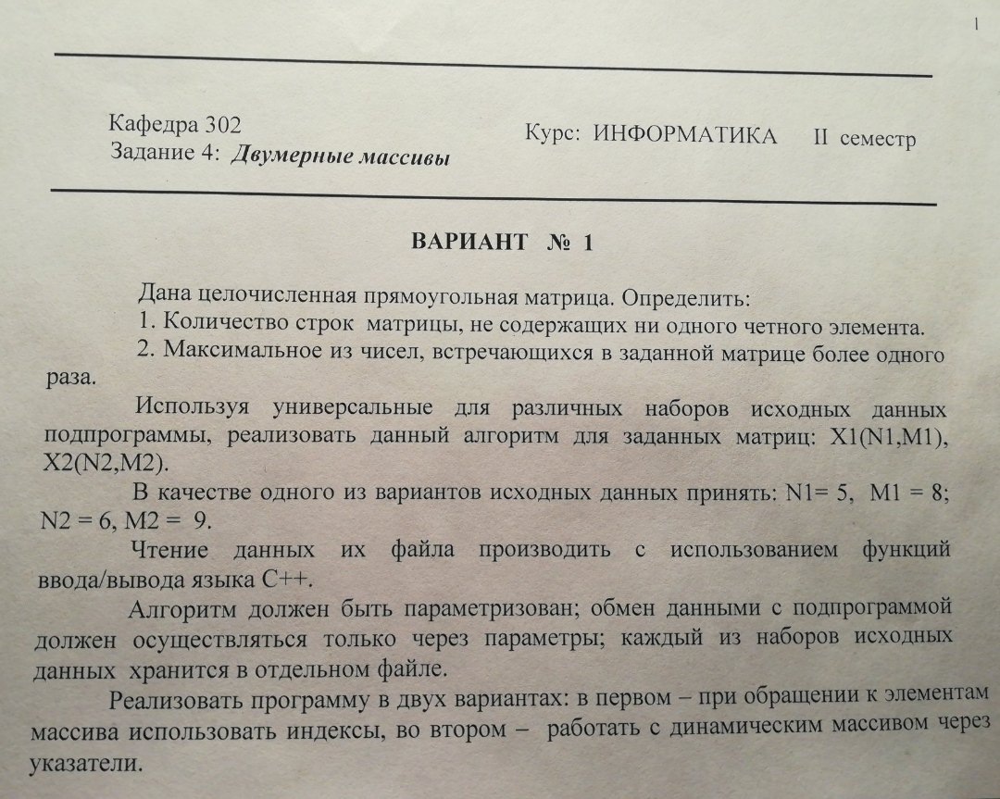 1
Кафедра 302 Курс: ИНФОРМАТИКА II семестр
Задание 4: Двумерные массивы
ВАРИАНТ № 1
Дана целочисленная прямоугольная матрица. Определить:
1. Количество строк матрицы, не содержащих ни одного четного элемента.
2. Максимальное из чисел, встречающихся в заданной матрице более одного
раза.
Используя универсальные для различных наборов исходных данных
подпрограммы, реализовать данный алгоритм для заданных матриц: X1(N1,M1),
X2(N2,M2).
В качестве одного из вариантов исходных данных принять: N1= 5, M1 = 8;
N2 = 6, M2 = 9.
Чтение данных их файла производить с использованием функций
ввода/вывода языка C++.
Алгоритм должен быть параметризован; обмен данными с подпрограммой
должен осуществляться только через параметры; каждый из наборов исходных
данных хранится в отдельном файле.
Реализовать программу в двух вариантах: в первом – при обращении к элементам
массива использовать индексы, во втором – работать с динамическим массивом через
указатели.